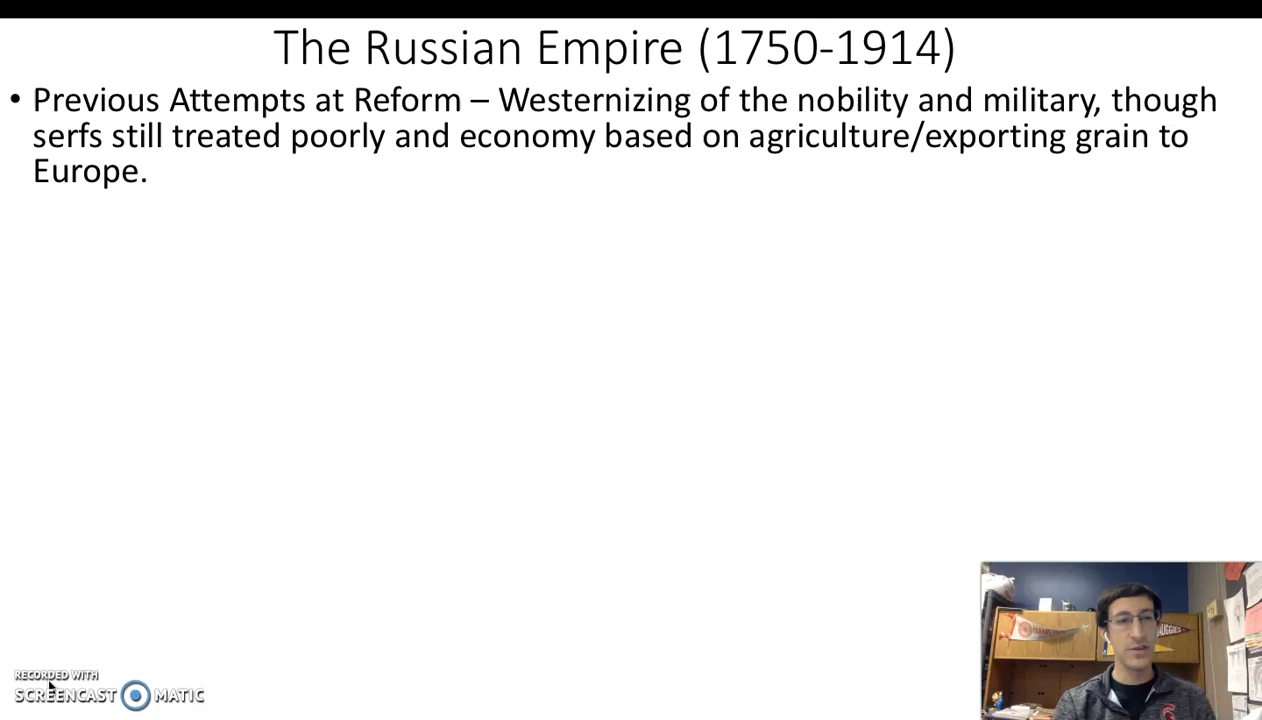 The Russian Empire (1750-1914)
• Previous Attempts at Reform – Westernizing of the nobility and military, though
serfs still treated poorly and economy based on agriculture/exporting grain to
Europe.
RECORDED WITH
SCREENCAST MATIC